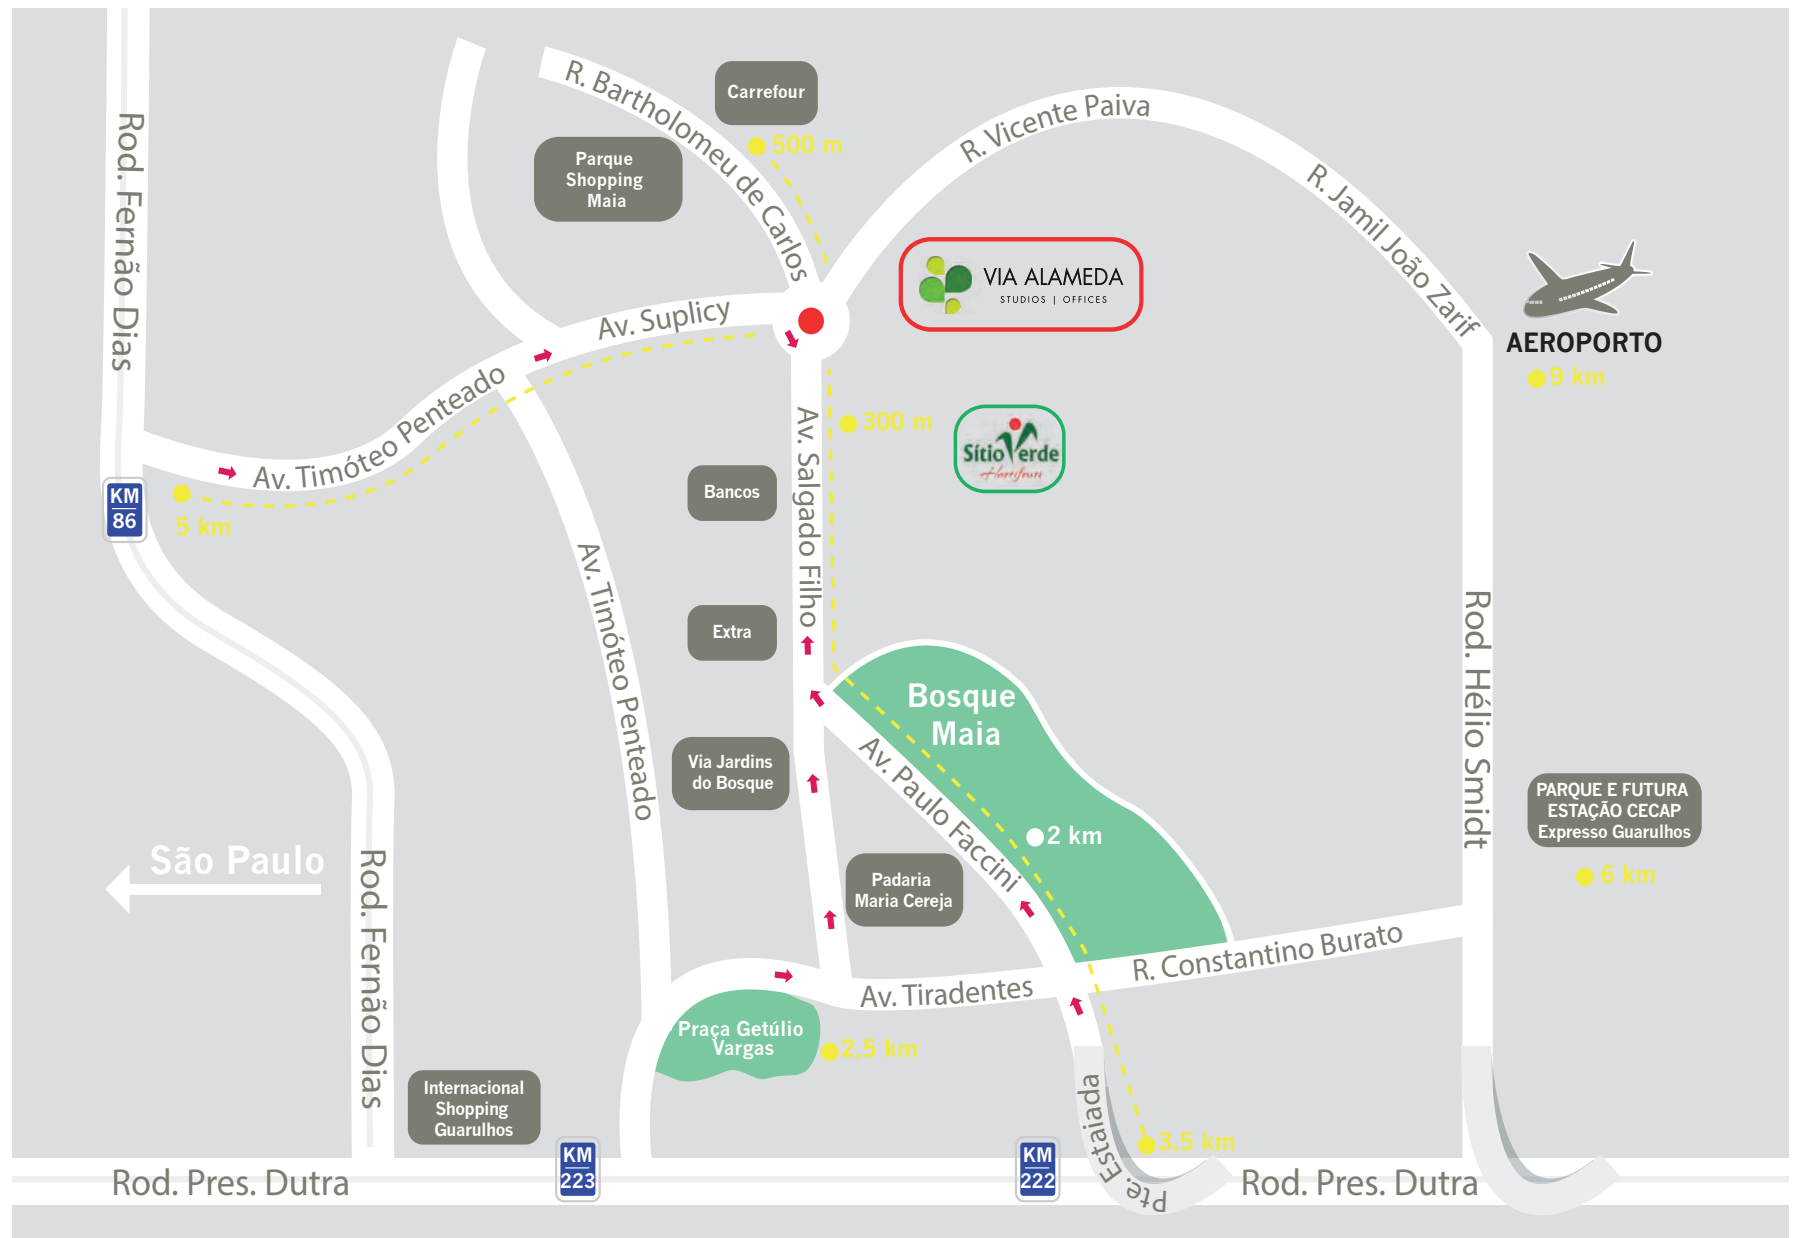 R. Bartholomeu de Carlos
Carrefour
500 m
Parque
Shopping
Maia
R. Vicente Paiva
R. Jamil João Zarif
Rod. Fernão Dias
VIA ALAMEDA
STUDIOS | OFFICES
AEROPORTO
9 km
Av. Suplicy
Av. Timóteo Penteado
300 m
Sítio Verde
Hortifruti
Av. Salgado Filho
Bancos
KM
86
5 km
Av. Timóteo Penteado
Extra
Rod. Hélio Smidt
Bosque
Maia
Via Jardins
do Bosque
Av. Paulo Faccini
2 km
PARQUE E FUTURA
ESTAÇÃO CECAP
Expresso Guarulhos
6 km
São Paulo
Rod. Fernão Dias
Padaria
Maria Cereja
R. Constantino Burato
Av. Tiradentes
Praça Getúlio
Vargas
2,5 km
Internacional
Shopping
Guarulhos
Pte. Estaiada
3,5 km
KM
223
KM
222
Rod. Pres. Dutra
Rod. Pres. Dutra